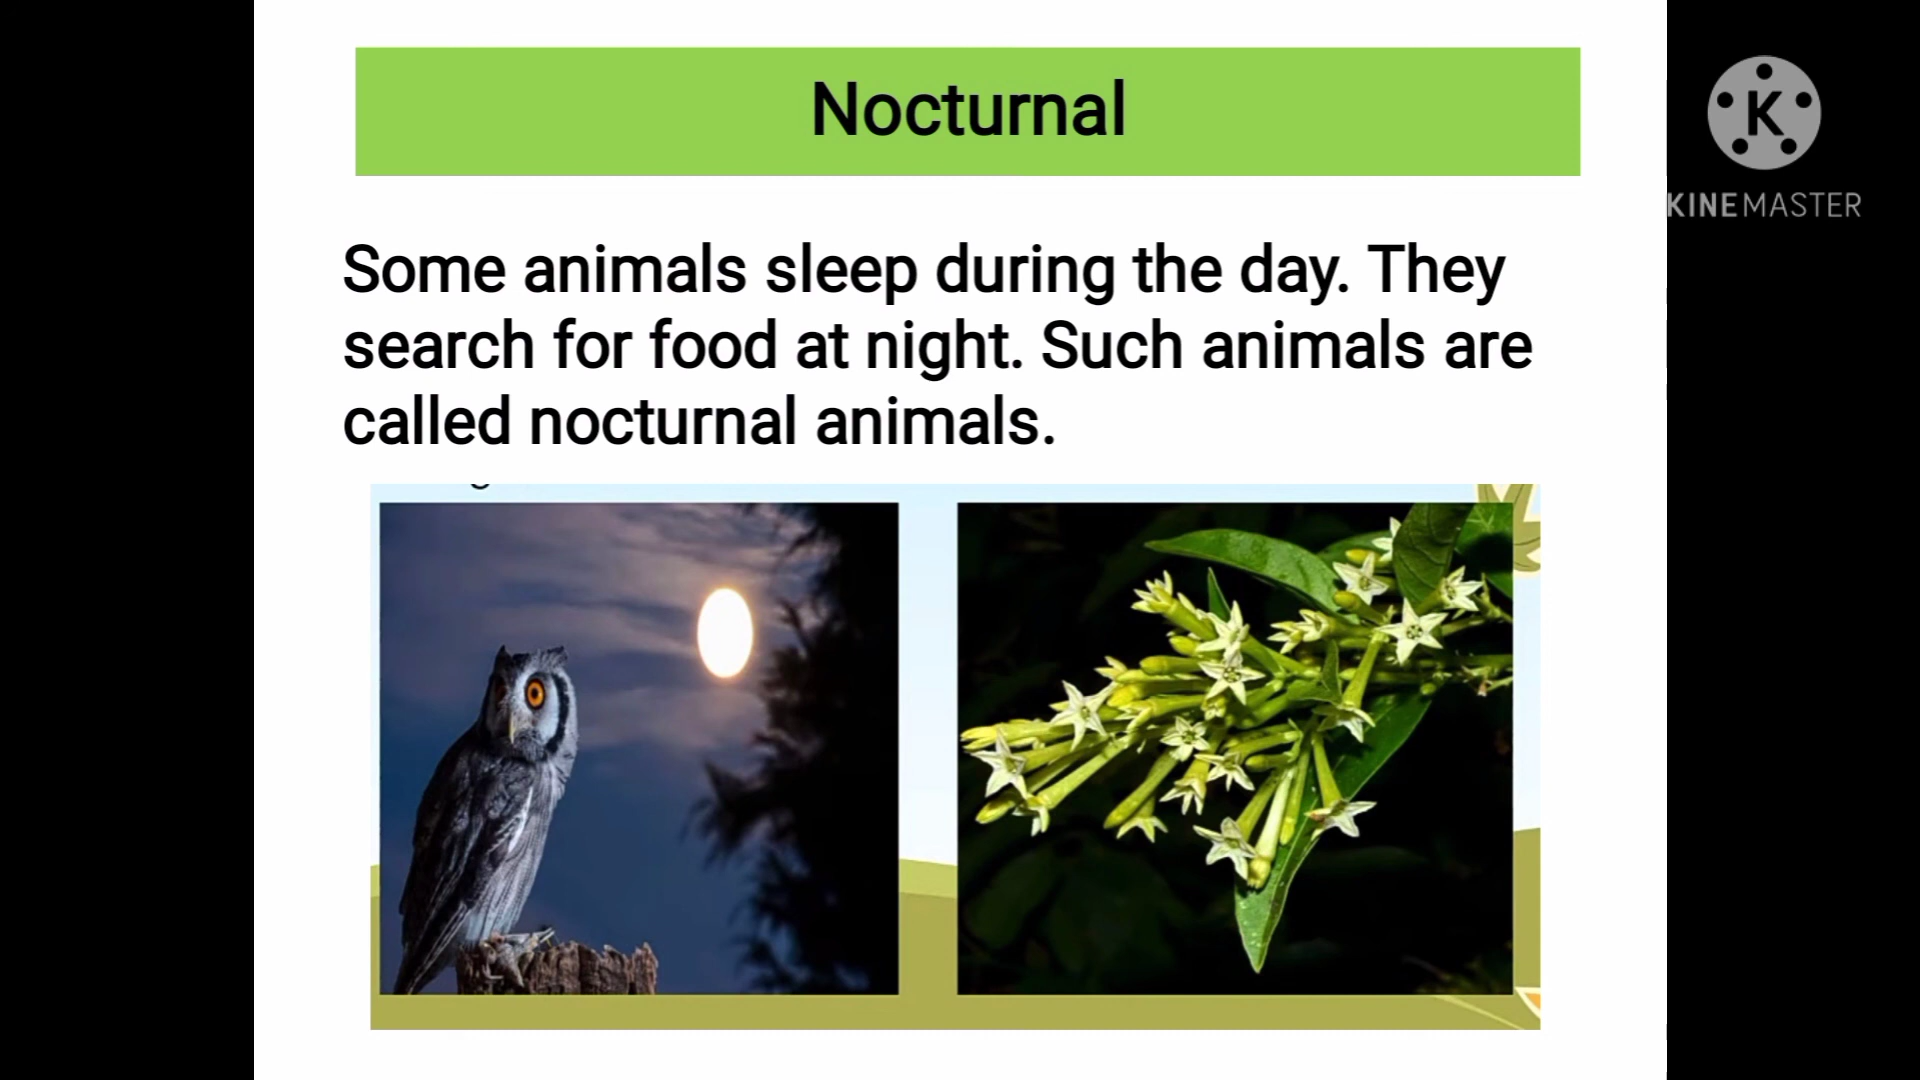 Nocturnal
Some animals sleep during the day. They
search for food at night. Such animals are
called nocturnal animals.
K
KINEMASTER